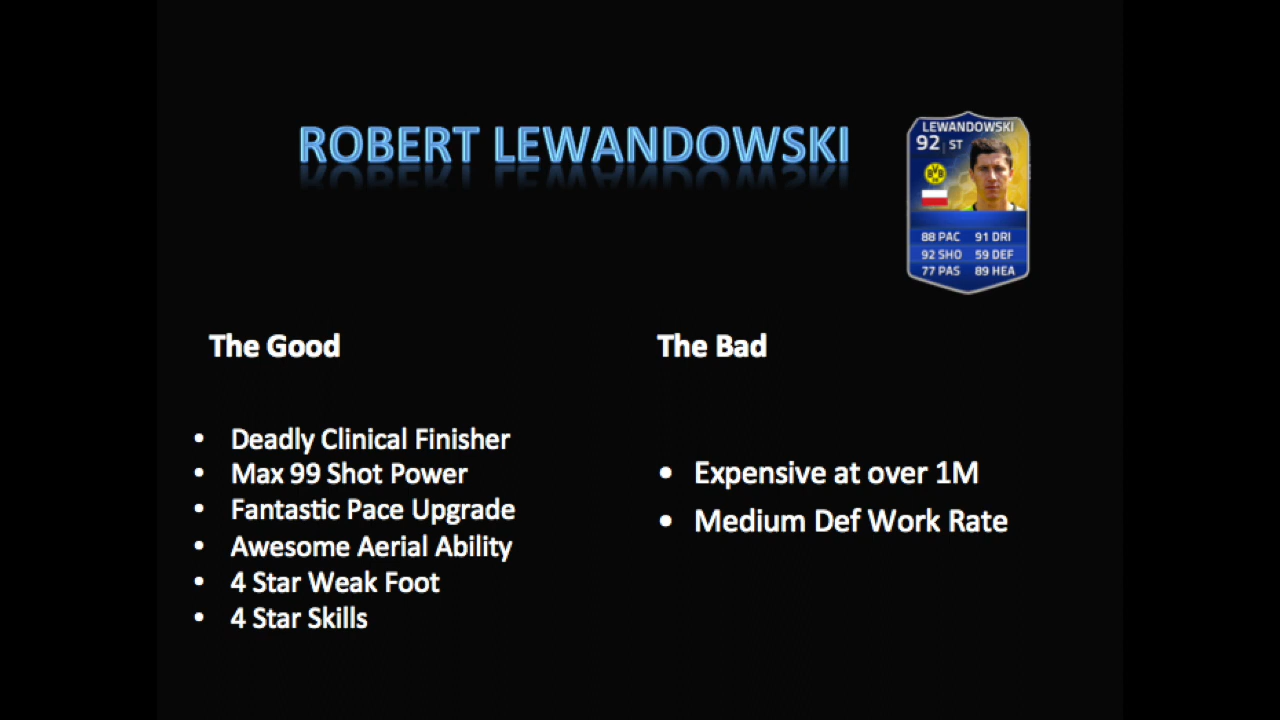 ROBERT LEWANDOWSKI
LEWANDOWSKI
92 ST
BVB
88 PAC 91 DRI
92 SHO 59 DEF
77 PAS 89 HEA
The Good
• Deadly Clinical Finisher
• Max 99 Shot Power
• Fantastic Pace Upgrade
• Awesome Aerial Ability
• 4 Star Weak Foot
• 4 Star Skills
The Bad
• Expensive at over 1M
• Medium Def Work Rate